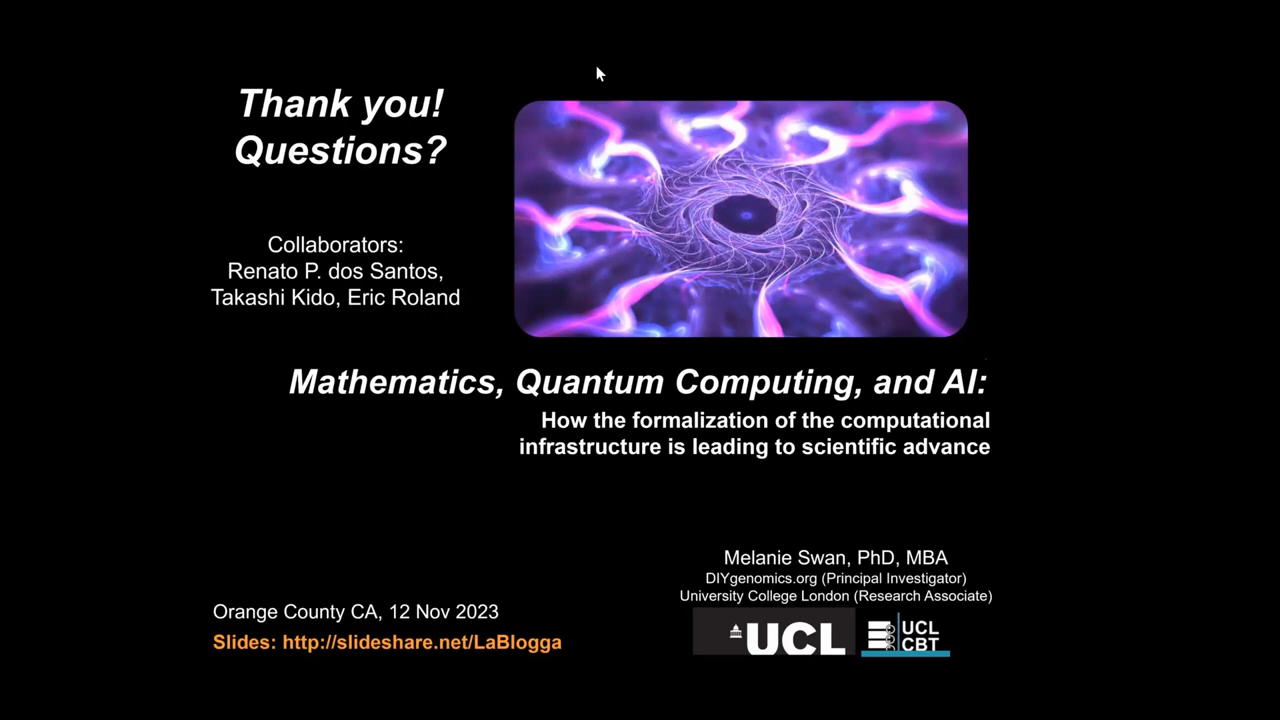 Thank you!
Questions?
Collaborators:
Renato P. dos Santos,
Takashi Kido, Eric Roland
Mathematics, Quantum Computing, and AI:
How the formalization of the computational
infrastructure is leading to scientific advance
Melanie Swan, PhD, MBA
DIYgenomics.org (Principal Investigator)
University College London (Research Associate)
Orange County CA, 12 Nov 2023
Slides: http://slideshare.net/LaBlogga
UCL
UCL
CBT